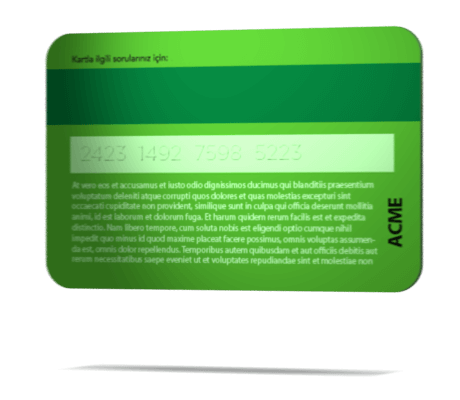 Kartla ilgili sorularınız için:
2423 1492 7598 5223
At vero eos et accusamus et iusto odio dignissimos ducimus qui blanditiis praesentium
voluptatum deleniti atque corrupti quos dolores et quas molestias excepturi sint
occaecati cupiditate non provident, similique sunt in culpa qui officia deserunt mollitia
animi, id est laborum et dolorum fuga. Et harum quidem rerum facilis est et expedita
distinctio. Nam libero tempore, cum soluta nobis est eligendi optio cumque nihil
impedit quo minus id quod maxime placeat facere possimus, omnis voluptas assumen-
da est, omnis dolor repellendus. Temporibus autem quibusdam et aut officiis debitis aut
rerum necessitatibus saepe eveniet ut et voluptates repudiandae sint et molestiae non
ACME